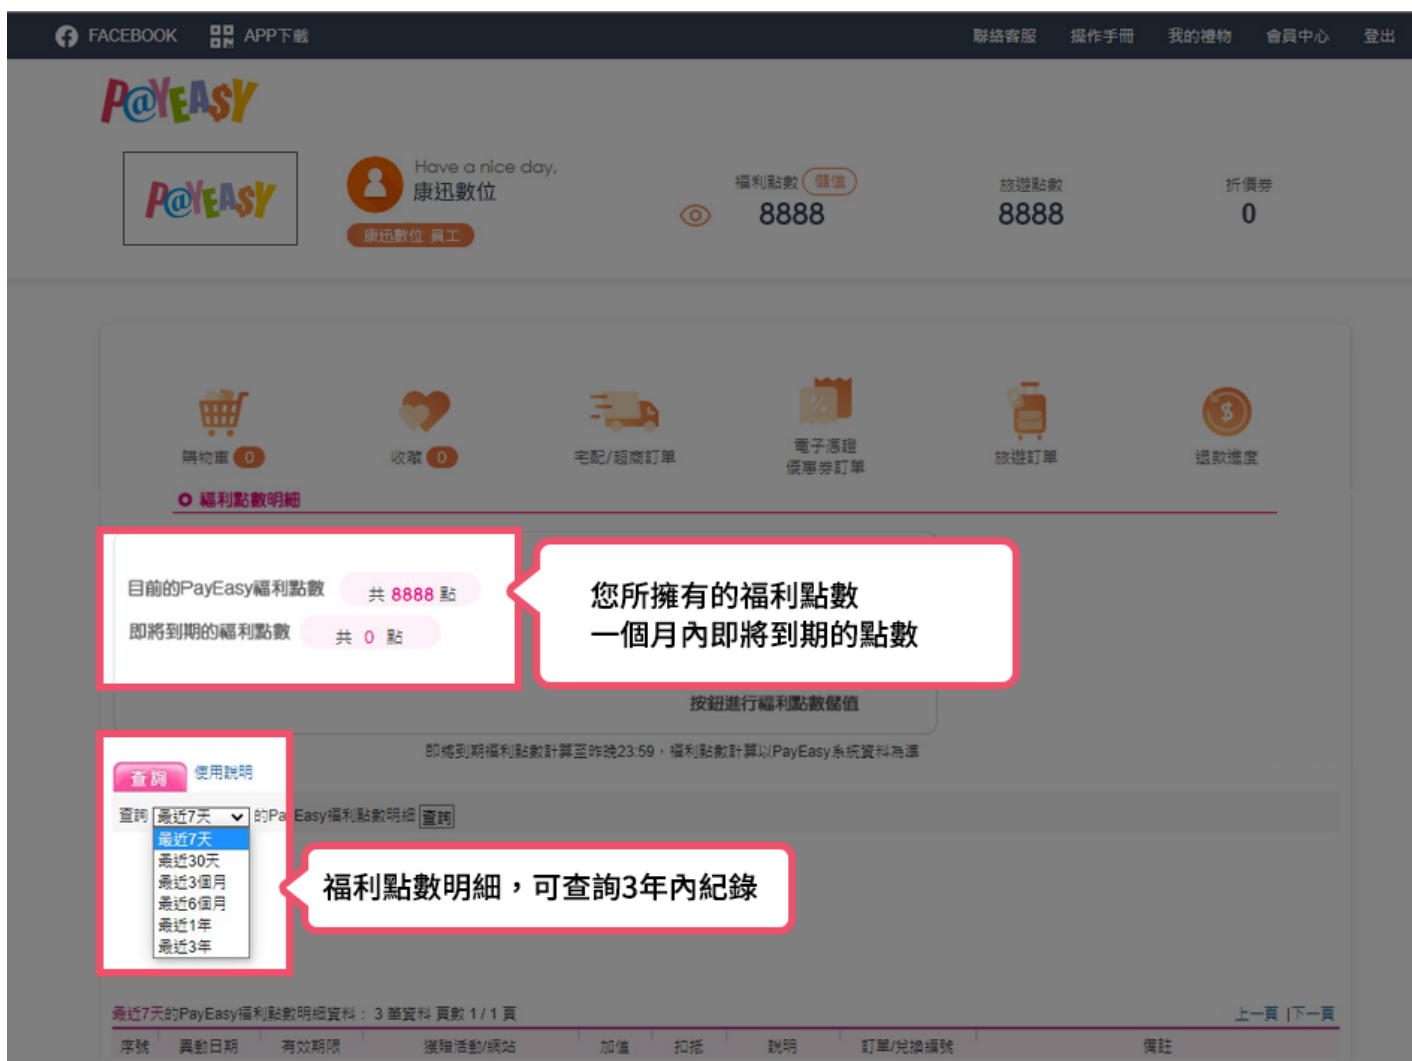 FACEBOOK APP下載 聯絡客服 操作手冊 我的禮物 會員中心 登出
P@YEASY
P@YEASY
Have a nice day,
康迅數位
康迅數位 員工
福利點數 儲值
8888
旅遊點數
8888
折價券
0
購物車 0
收藏 0
宅配/超商訂單
電子憑證
優惠券訂單
旅遊訂單
退款進度
福利點數明細
目前的PayEasy福利點數 共 8888 點
即將到期的福利點數 共 0 點
您所擁有的福利點數
一個月內即將到期的點數
按鈕進行福利點數儲值
即將到期福利點數計算至昨晚23:59，福利點數計算以PayEasy系統資料為準
查詢 使用說明
查詢 最近7天 的PayEasy福利點數明細 查詢
最近7天
最近30天
最近3個月
最近6個月
最近1年
最近3年
福利點數明細，可查詢3年內紀錄
最近7天的PayEasy福利點數明細資料： 3 筆資料 頁數 1 / 1 頁 上一頁 |下一頁
序號 異動日期 有效期限 獲贈活動/網站 加值 扣抵 說明 訂單/兌換編號 備註